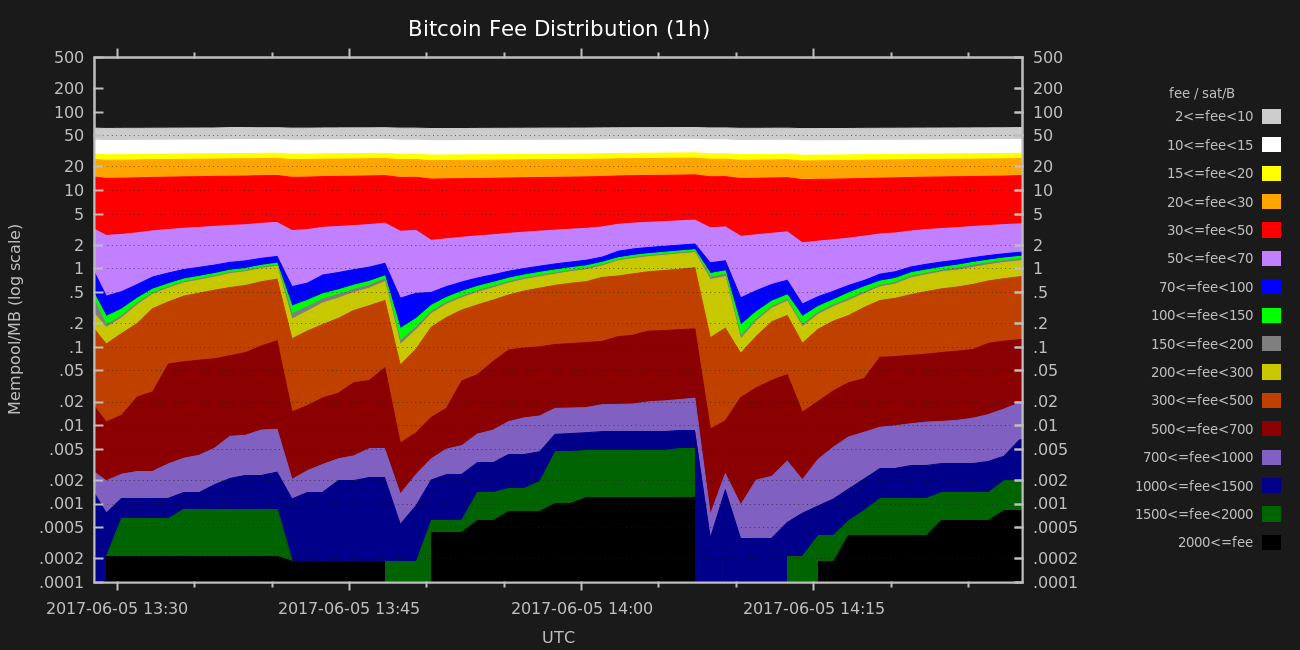 Bitcoin Fee Distribution (1h)
500
200
100
50
20
10
5
2
1
.5
.2
.1
.05
.02
.01
.005
.002
.001
.0005
.0002
.0001
Mempool/MB (log scale)
500
200
100
50
20
10
5
2
1
.5
.2
.1
.05
.02
.01
.005
.002
.001
.0005
.0002
.0001
2017-06-05 13:30
2017-06-05 13:45
2017-06-05 14:00
2017-06-05 14:15
UTC
fee / sat/B
2<=fee<10
10<=fee<15
15<=fee<20
20<=fee<30
30<=fee<50
50<=fee<70
70<=fee<100
100<=fee<150
150<=fee<200
200<=fee<300
300<=fee<500
500<=fee<700
700<=fee<1000
1000<=fee<1500
1500<=fee<2000
2000<=fee